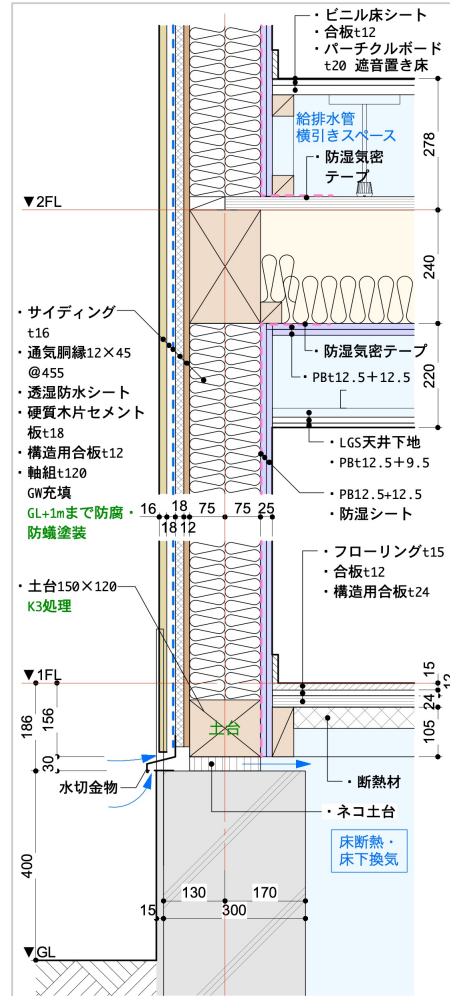 ・ビニル床シート
・合板t12
・パーチクルボード
t20 遮音置き床
給排水管
横引きスペース
・防湿気密
テープ
278
▼2FL
240
・サイディング
t16
・通気胴縁12×45
@455
・透湿防水シート
・硬質木片セメント
板t18
・構造用合板t12
・軸組t120
GW充填
GL+1mまで防腐・
防蟻塗装
・防湿気密テープ
・PBt12.5＋12.5
220
・LGS天井下地
・PBt12.5＋9.5
・PB12.5+12.5
・防湿シート
16 18 75 75 25
18 12
・フローリングt15
・合板t12
・構造用合板t24
・土台150×120
K3処理
▼1FL
15
12
24
105
186
156
30
土台
水切金物
・断熱材
・ネコ土台
床断熱・
床下換気
400
130 170
15 300
▼GL